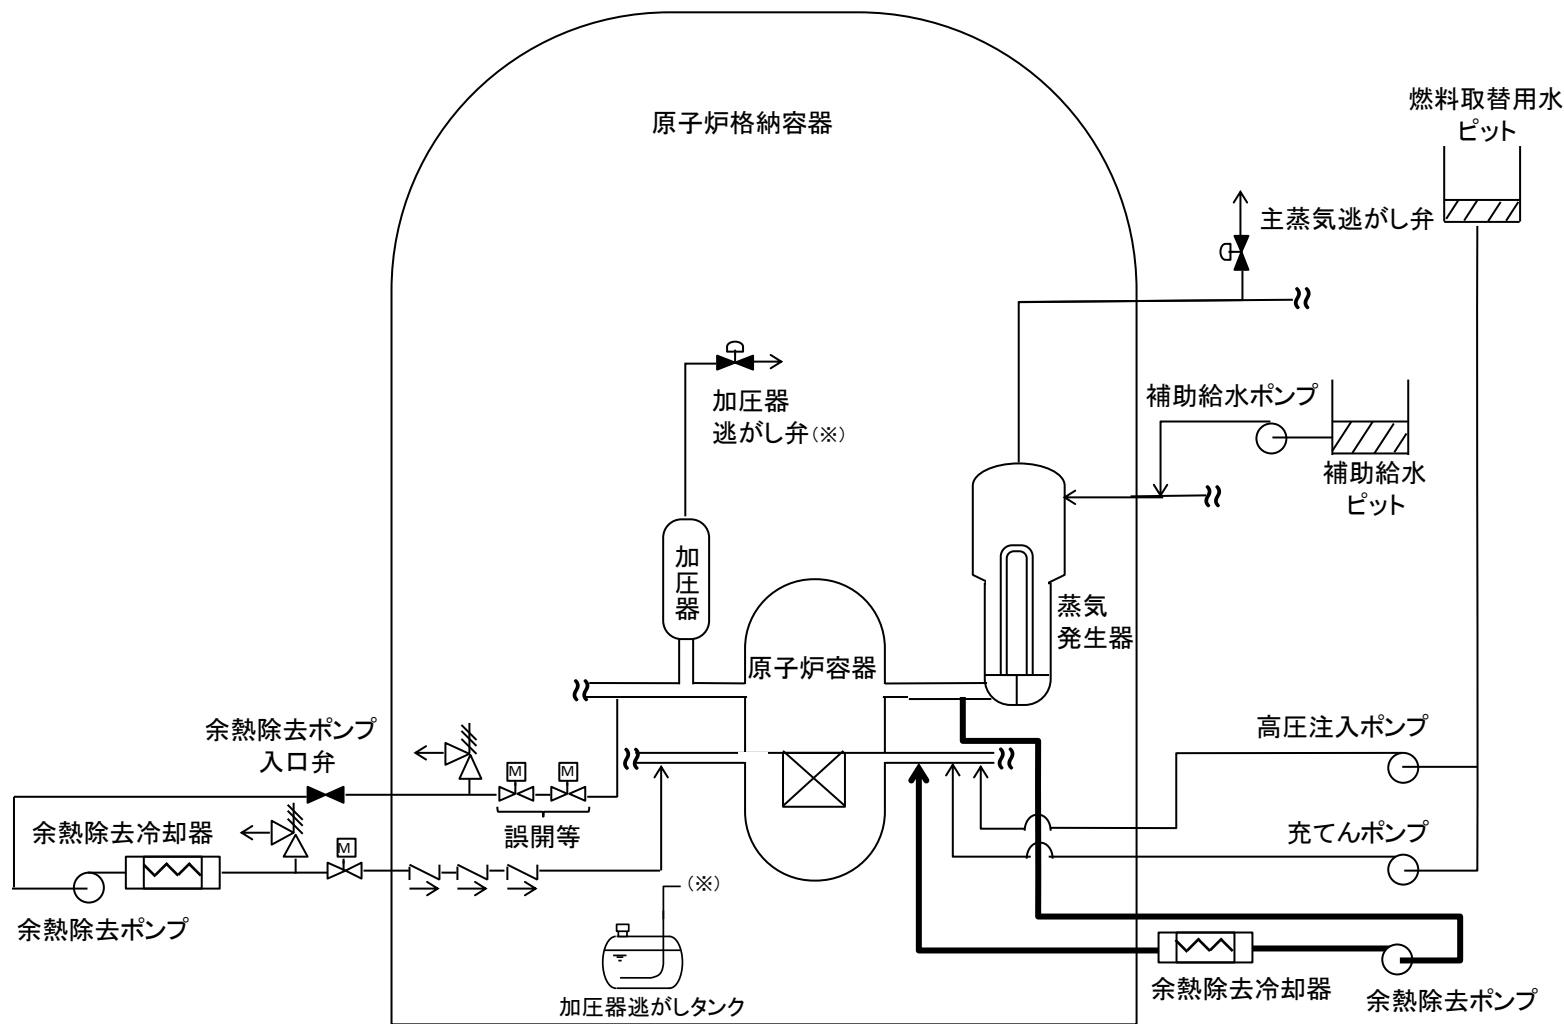 原子炉格納容器
燃料取替用水
ピット
主蒸気逃がし弁
加圧器
逃がし弁(※)
補助給水ポンプ
補助給水
ピット
加圧器
蒸気
発生器
原子炉容器
余熱除去ポンプ
入口弁
M
M
誤開等
高圧注入ポンプ
余熱除去冷却器
M
充てんポンプ
余熱除去ポンプ
(※)
加圧器逃がしタンク
余熱除去冷却器
余熱除去ポンプ